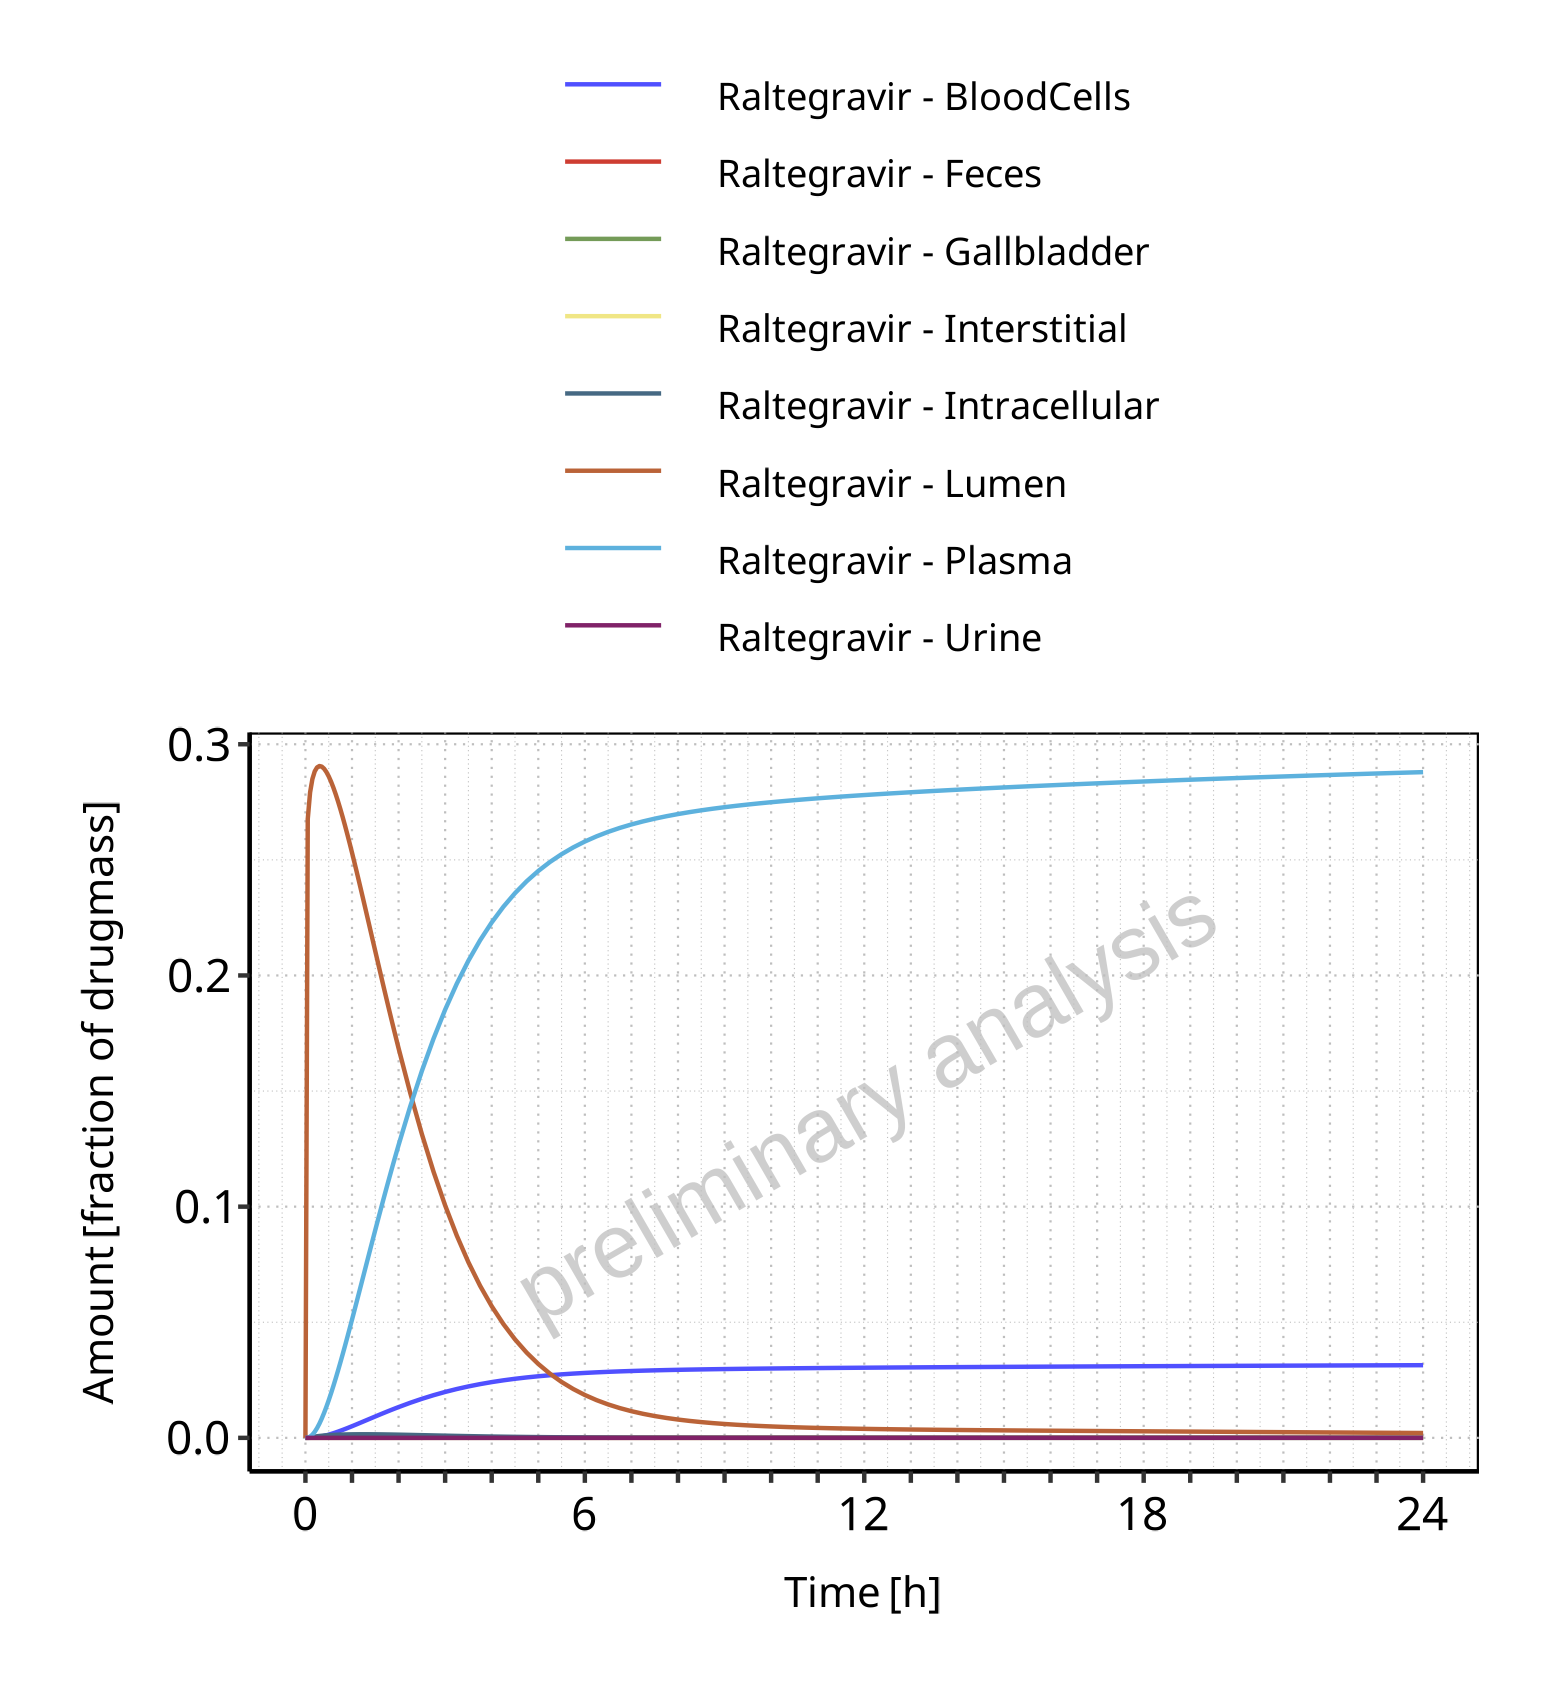 Raltegravir - BloodCells
Raltegravir - Feces
Raltegravir - Gallbladder
Raltegravir - Interstitial
Raltegravir - Intracellular
Raltegravir - Lumen
Raltegravir - Plasma
Raltegravir - Urine
Amount [fraction of drugmass]
0.3
0.2
0.1
0.0
preliminary analysis
0 6 12 18 24
Time [h]